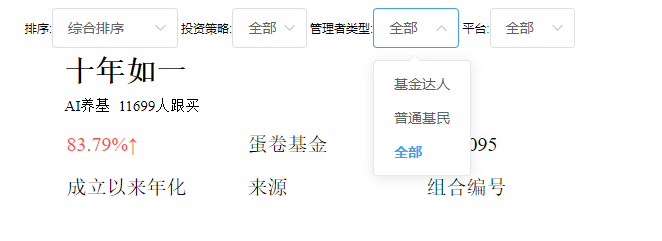 排序: 综合排序 投资策略: 全部 管理者类型: 全部 平台: 全部
十年如一
AI养基 11699人跟买
基金达人
普通基民
全部
83.79%↑ 蛋卷基金 095
成立以来年化 来源 组合编号